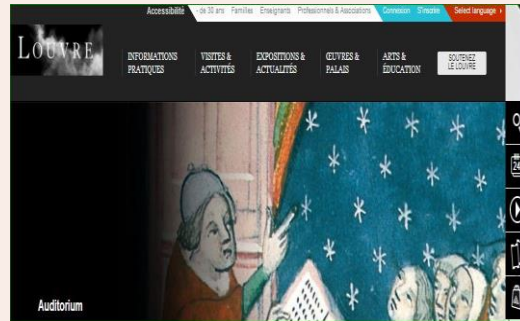 Accessibilité - de 30 ans Familles Enseignants Professionnels & Associations Connexion S'inscrire Select language
LOUVRE
INFORMATIONS PRATIQUES
VISITES & ACTIVITÉS
EXPOSITIONS & ACTUALITÉS
ŒUVRES & PALAIS
ARTS & ÉDUCATION
SOUTENEZ LE LOUVRE
24
Auditorium